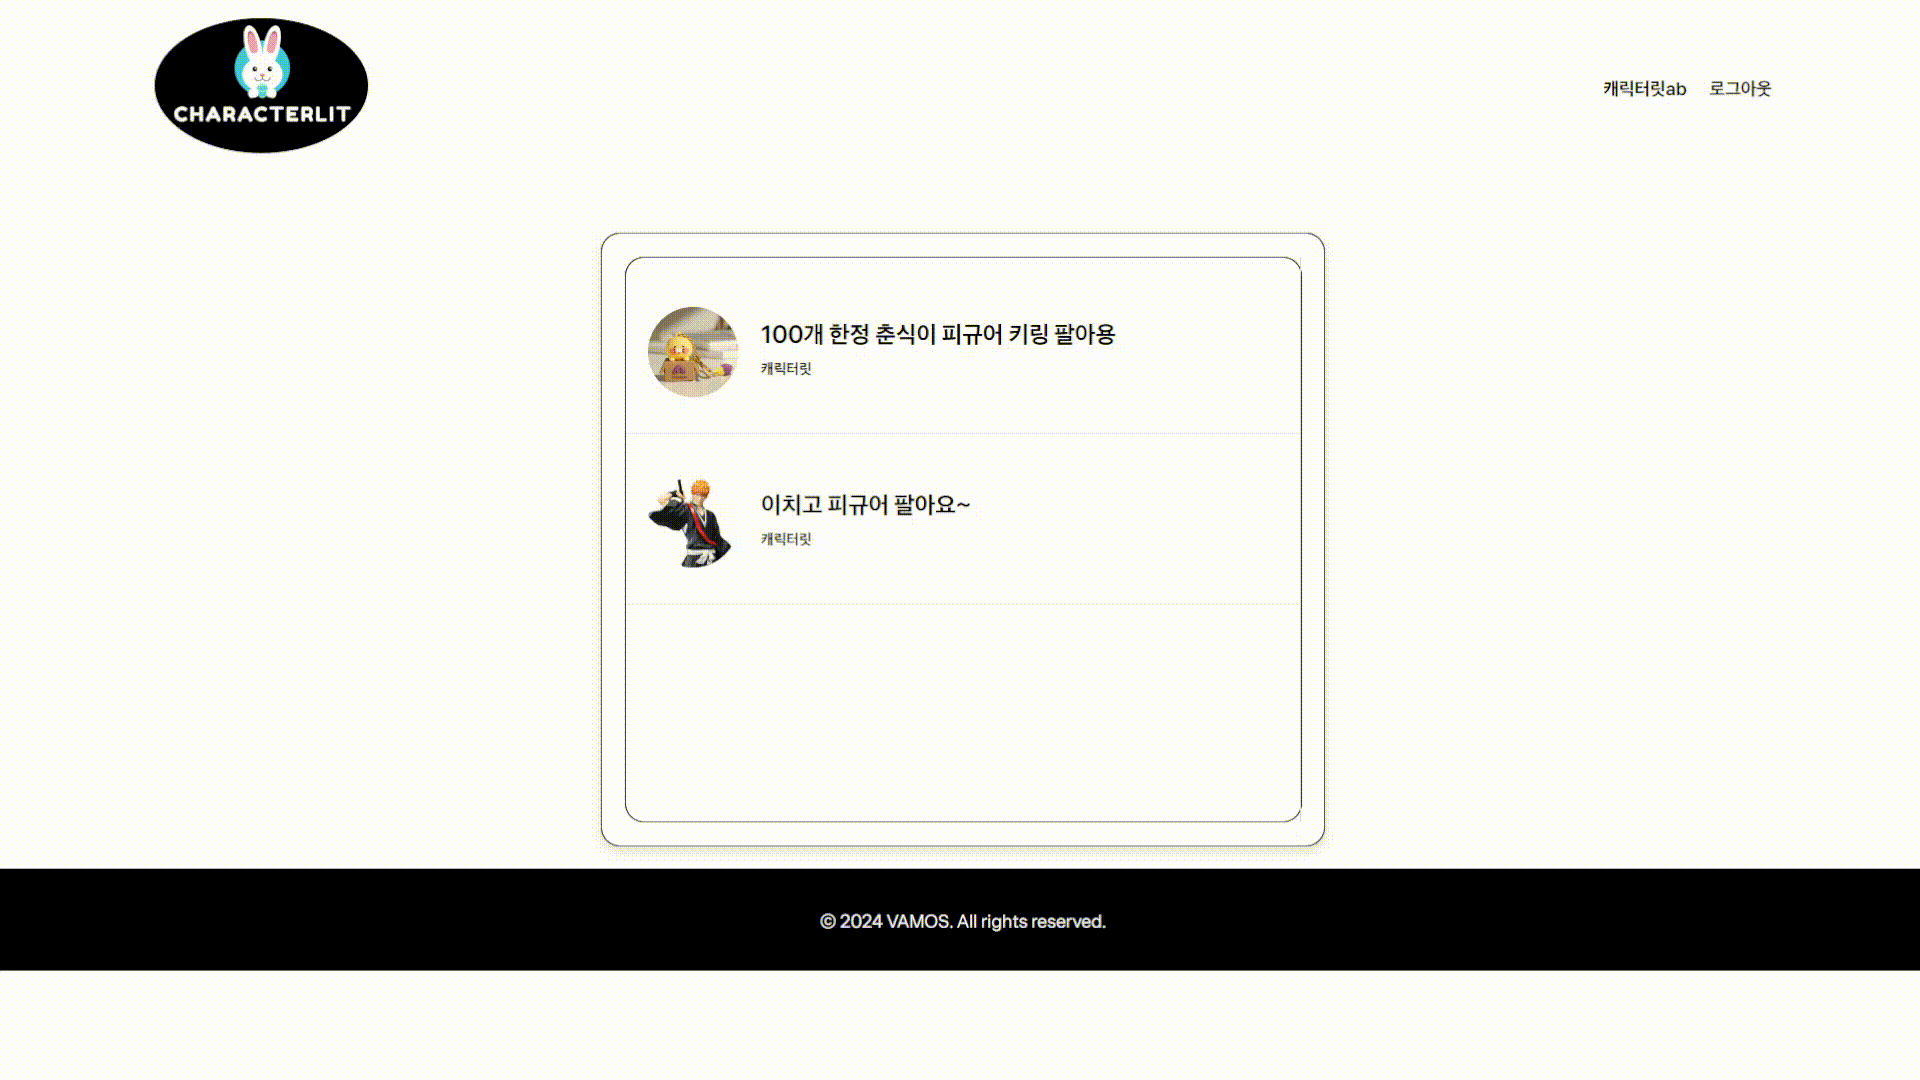 CHARACTERLIT
캐릭터릿ab 로그아웃
100개 한정 춘식이 피규어 키링 팔아용
캐릭터릿
이치고 피규어 팔아요~
캐릭터릿
© 2024 VAMOS. All rights reserved.